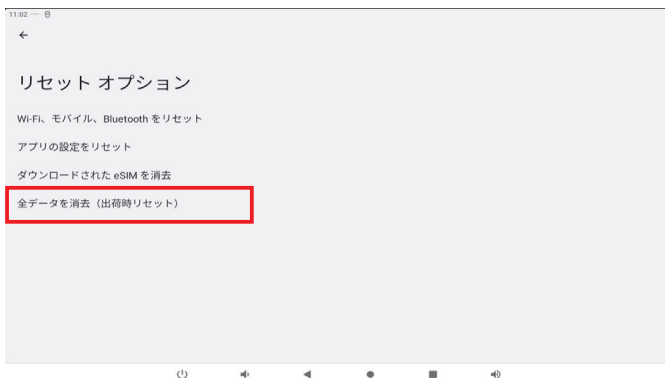 11:02
リセット オプション
Wi-Fi、モバイル、Bluetooth をリセット
アプリの設定をリセット
ダウンロードされた eSIM を消去
全データを消去（出荷時リセット）